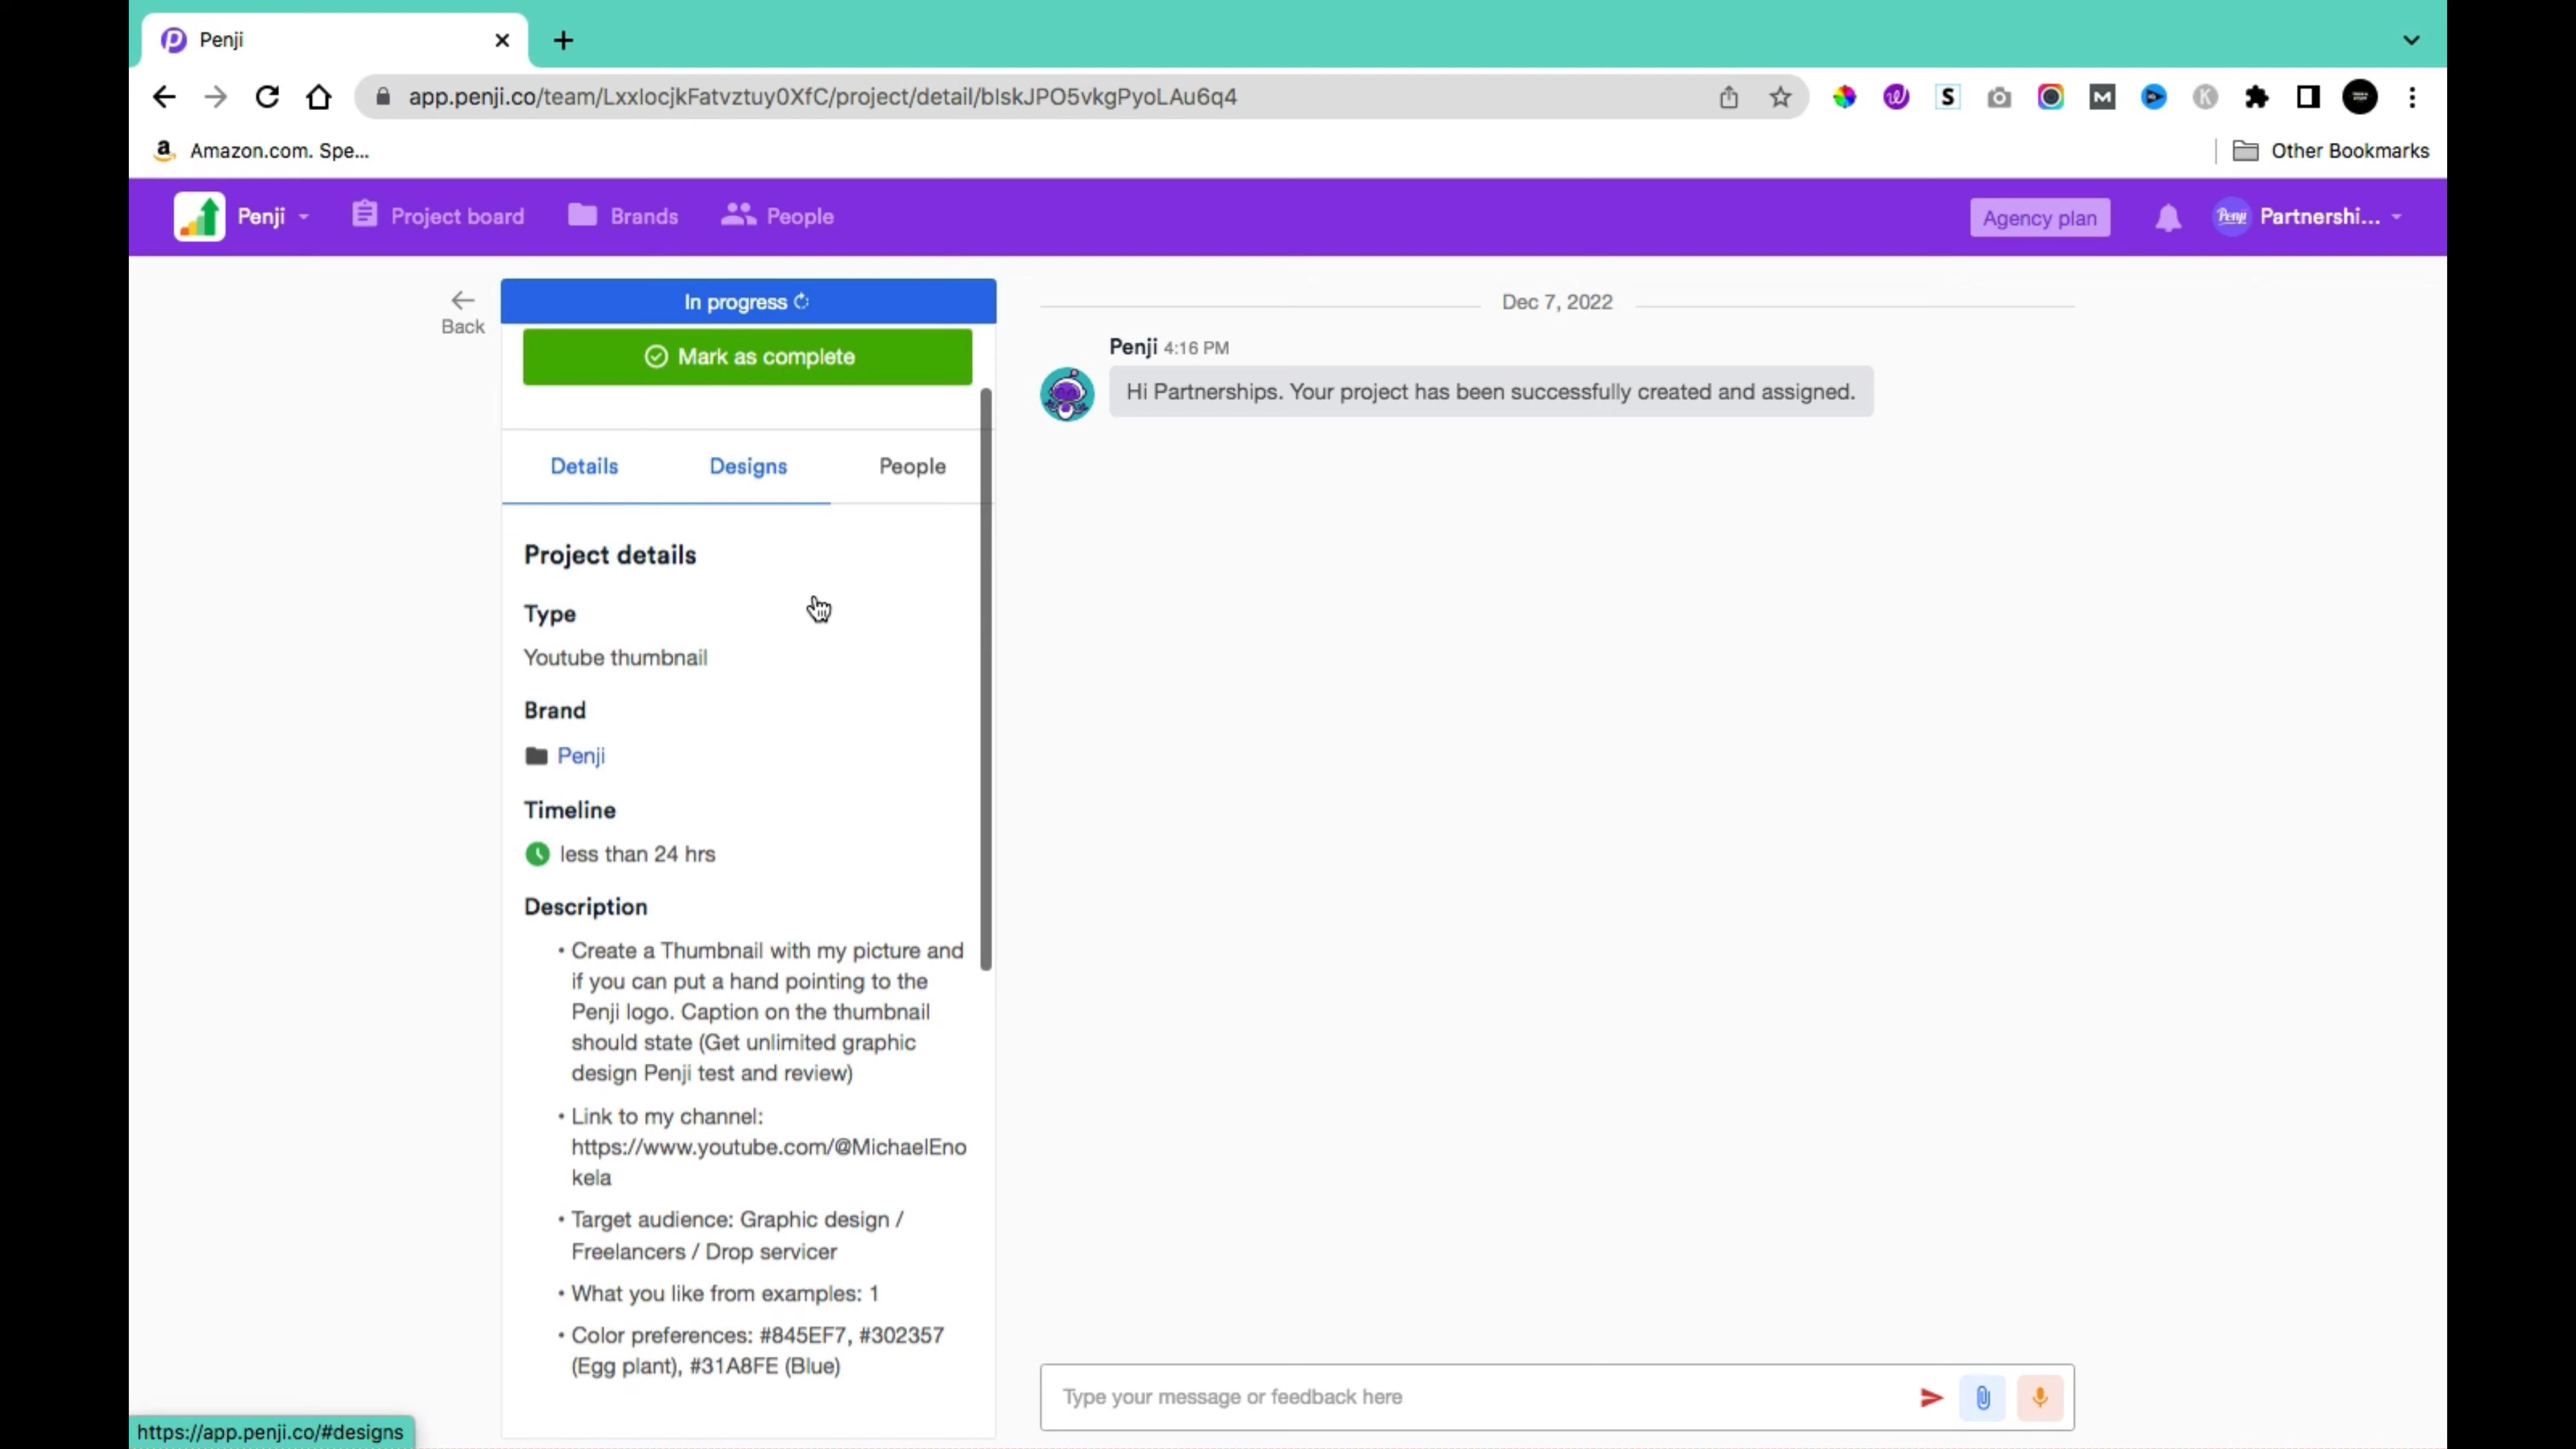 Penji
app.penji.co/team/LxxIocjkFatvztuy0XfC/project/detail/bIskJPO5vkgPyoLAu6q4
Amazon.com. Spe...
Other Bookmarks
Penji
Project board
Brands
People
Agency plan
Partnershi...
Back
In progress
Mark as complete
Details
Designs
People
Project details
Type
Youtube thumbnail
Brand
Penji
Timeline
less than 24 hrs
Description
• Create a Thumbnail with my picture and
if you can put a hand pointing to the
Penji logo. Caption on the thumbnail
should state (Get unlimited graphic
design Penji test and review)
• Link to my channel:
https://www.youtube.com/@MichaelEno
kela
• Target audience: Graphic design /
Freelancers / Drop servicer
• What you like from examples: 1
• Color preferences: #845EF7, #302357
(Egg plant), #31A8FE (Blue)
Dec 7, 2022
Penji 4:16 PM
Hi Partnerships. Your project has been successfully created and assigned.
Type your message or feedback here
https://app.penji.co/#designs